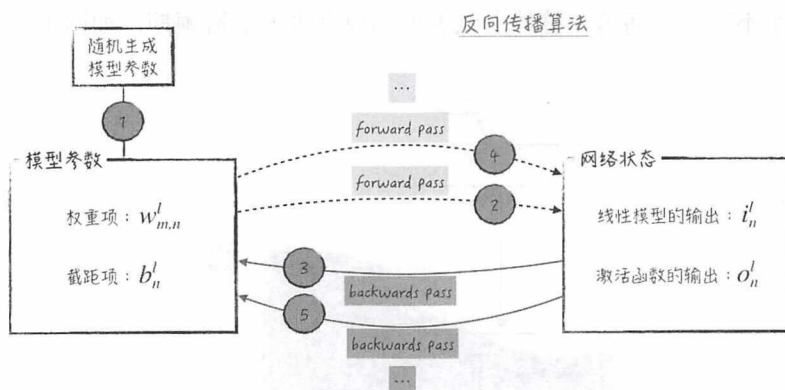 反向传播算法
随机生成
模型参数
1
...
forward pass
4
模型参数
网络状态
forward pass
2
权重项：w^l_{m,n}
线性模型的输出：i^l_n
3
截距项：b^l_n
激活函数的输出：o^l_n
backwards pass
5
backwards pass
...